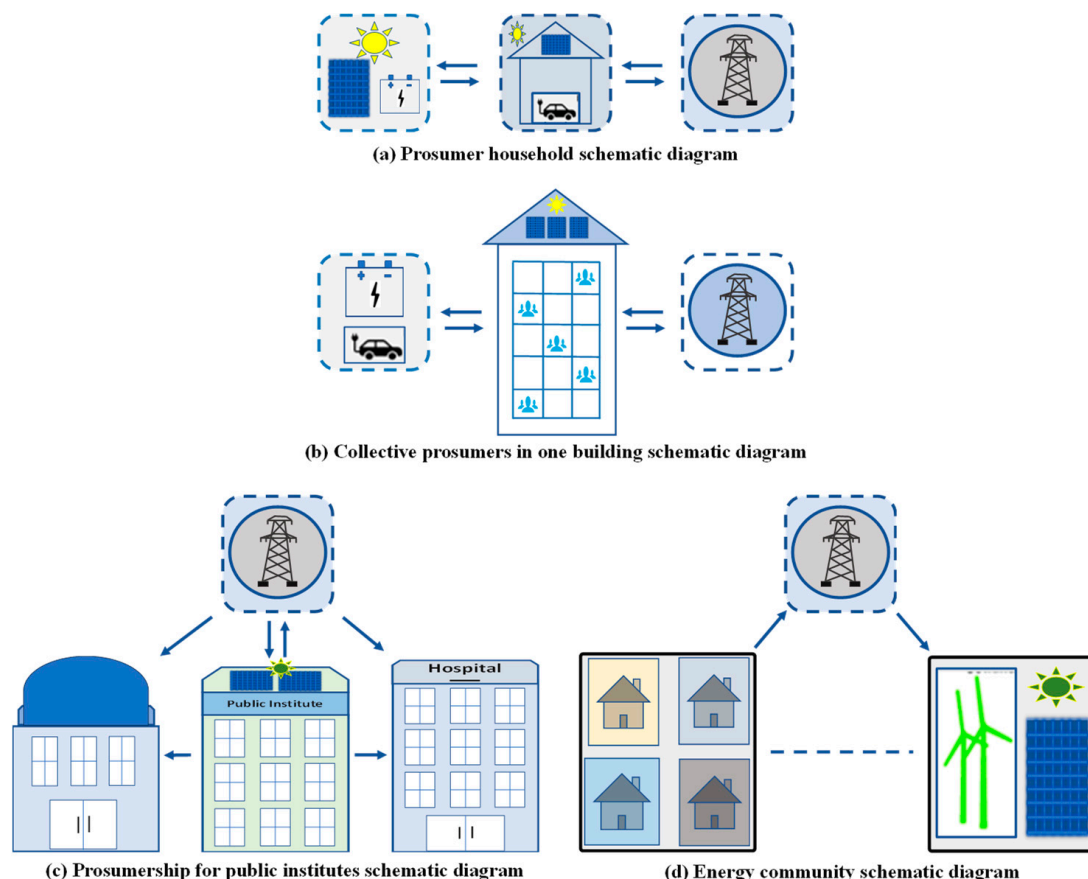 (a) Prosumer household schematic diagram
(b) Collective prosumers in one building schematic diagram
Public Institute
Hospital
(c) Prosumership for public institutes schematic diagram
(d) Energy community schematic diagram